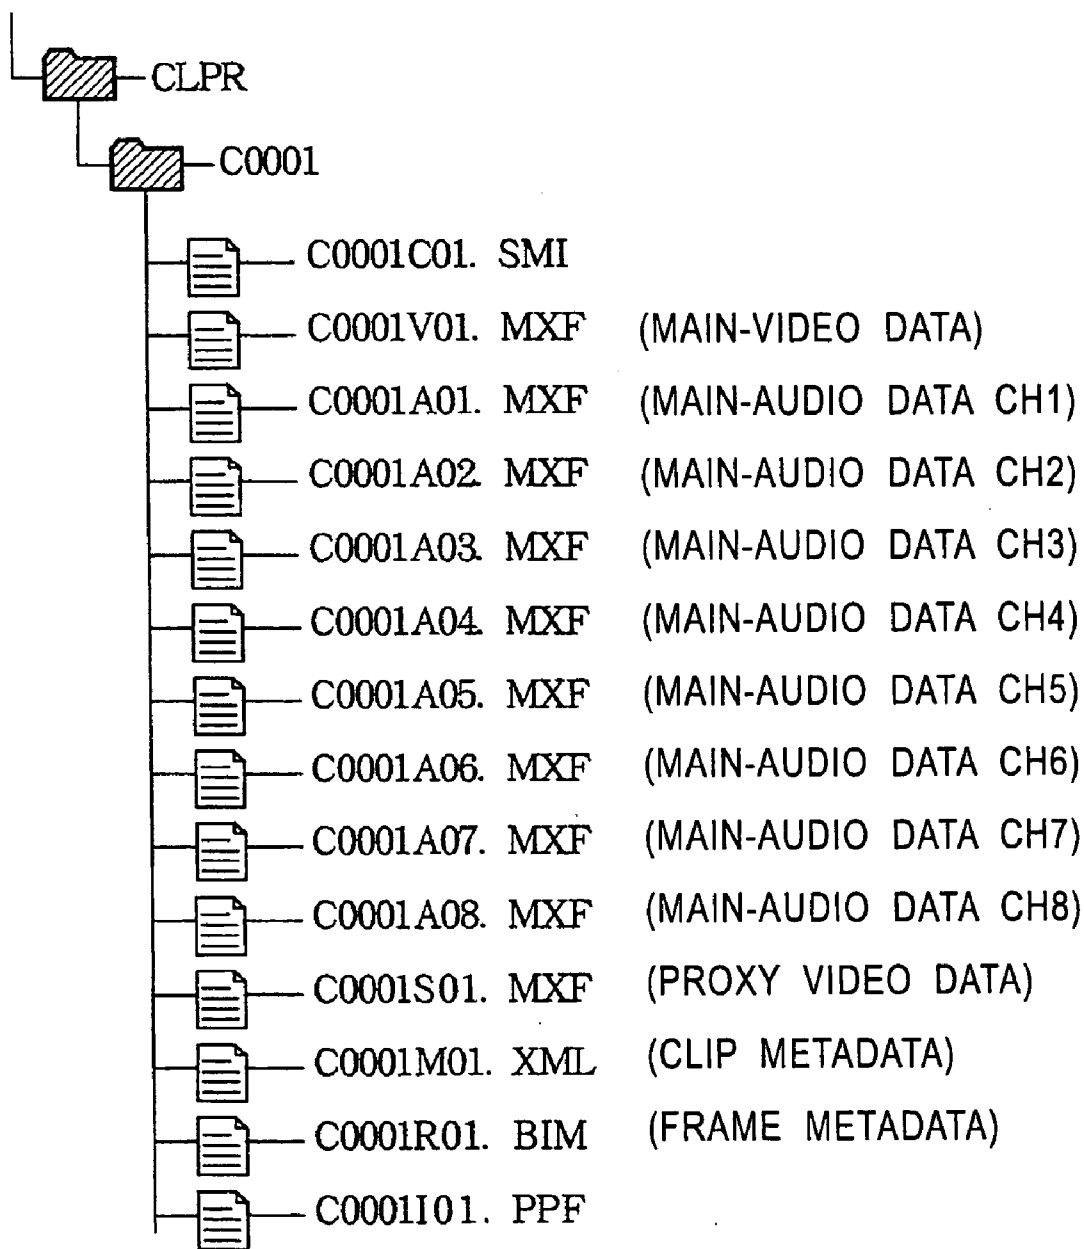 CLPR
C0001
C0001C01. SMI
C0001V01. MXF (MAIN-VIDEO DATA)
C0001A01. MXF (MAIN-AUDIO DATA CH1)
C0001A02. MXF (MAIN-AUDIO DATA CH2)
C0001A03. MXF (MAIN-AUDIO DATA CH3)
C0001A04. MXF (MAIN-AUDIO DATA CH4)
C0001A05. MXF (MAIN-AUDIO DATA CH5)
C0001A06. MXF (MAIN-AUDIO DATA CH6)
C0001A07. MXF (MAIN-AUDIO DATA CH7)
C0001A08. MXF (MAIN-AUDIO DATA CH8)
C0001S01. MXF (PROXY VIDEO DATA)
C0001M01. XML (CLIP METADATA)
C0001R01. BIM (FRAME METADATA)
C0001I01. PPF